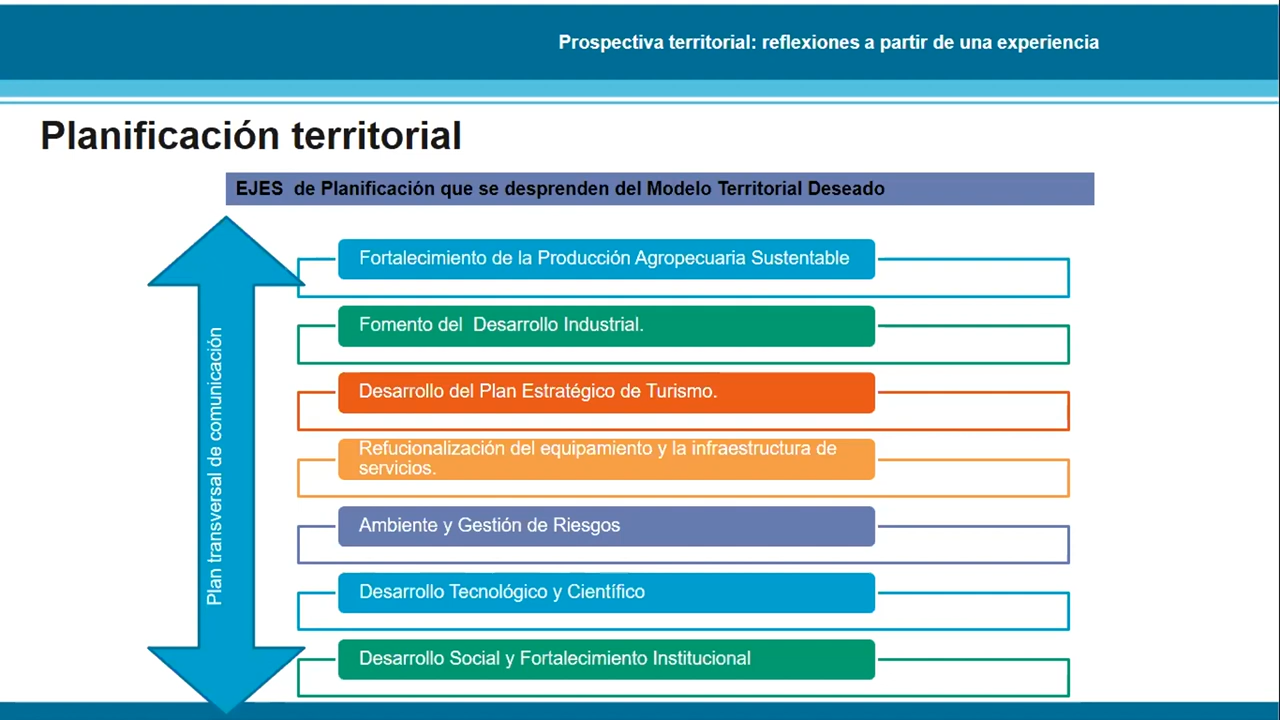 Prospectiva territorial: reflexiones a partir de una experiencia
Planificación territorial
EJES  de Planificación que se desprenden del Modelo Territorial Deseado
Plan transversal de comunicación
Fortalecimiento de la Producción Agropecuaria Sustentable
Fomento del  Desarrollo Industrial.
Desarrollo del Plan Estratégico de Turismo.
Refucionalización del equipamiento y la infraestructura de
servicios.
Ambiente y Gestión de Riesgos
Desarrollo Tecnológico y Científico
Desarrollo Social y Fortalecimiento Institucional